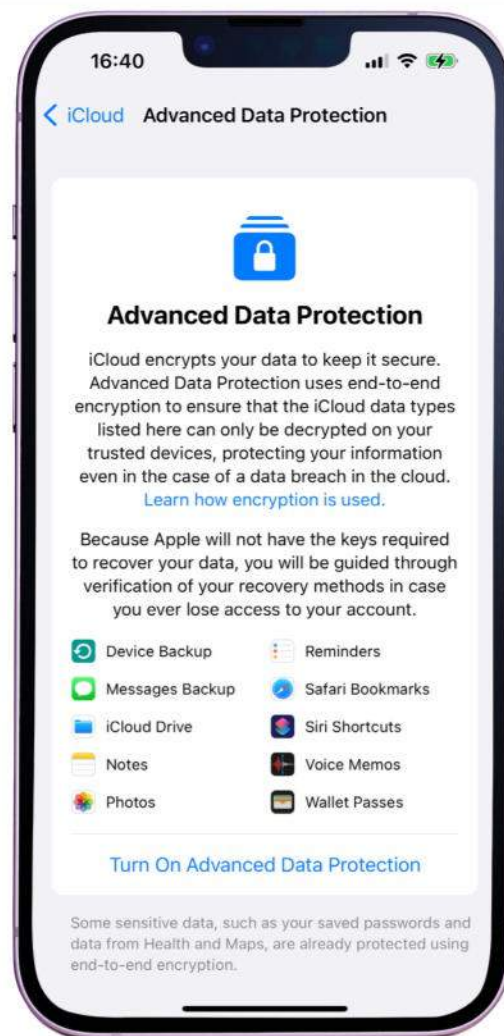 16:40
iCloud Advanced Data Protection
Advanced Data Protection
iCloud encrypts your data to keep it secure.
Advanced Data Protection uses end-to-end
encryption to ensure that the iCloud data types
listed here can only be decrypted on your
trusted devices, protecting your information
even in the case of a data breach in the cloud.
Learn how encryption is used.
Because Apple will not have the keys required
to recover your data, you will be guided through
verification of your recovery methods in case
you ever lose access to your account.
Device Backup
Reminders
Messages Backup
Safari Bookmarks
iCloud Drive
Siri Shortcuts
Notes
Voice Memos
Photos
Wallet Passes
Turn On Advanced Data Protection
Some sensitive data, such as your saved passwords and
data from Health and Maps, are already protected using
end-to-end encryption.